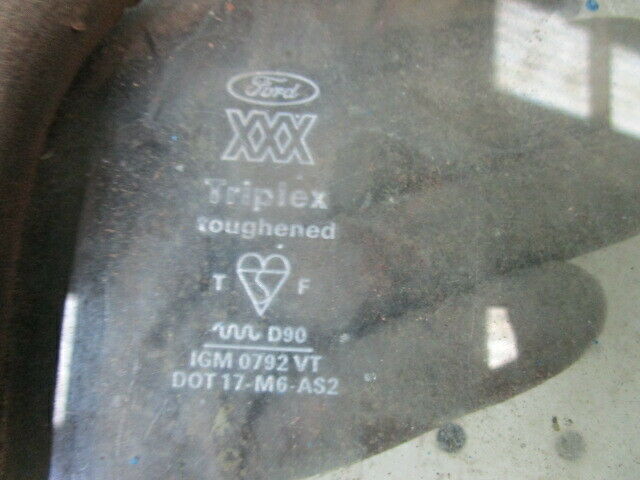 Ford
XXX
Triplex
toughened
T F
D90
IGM 0792 VT
DOT 17-M6-AS2